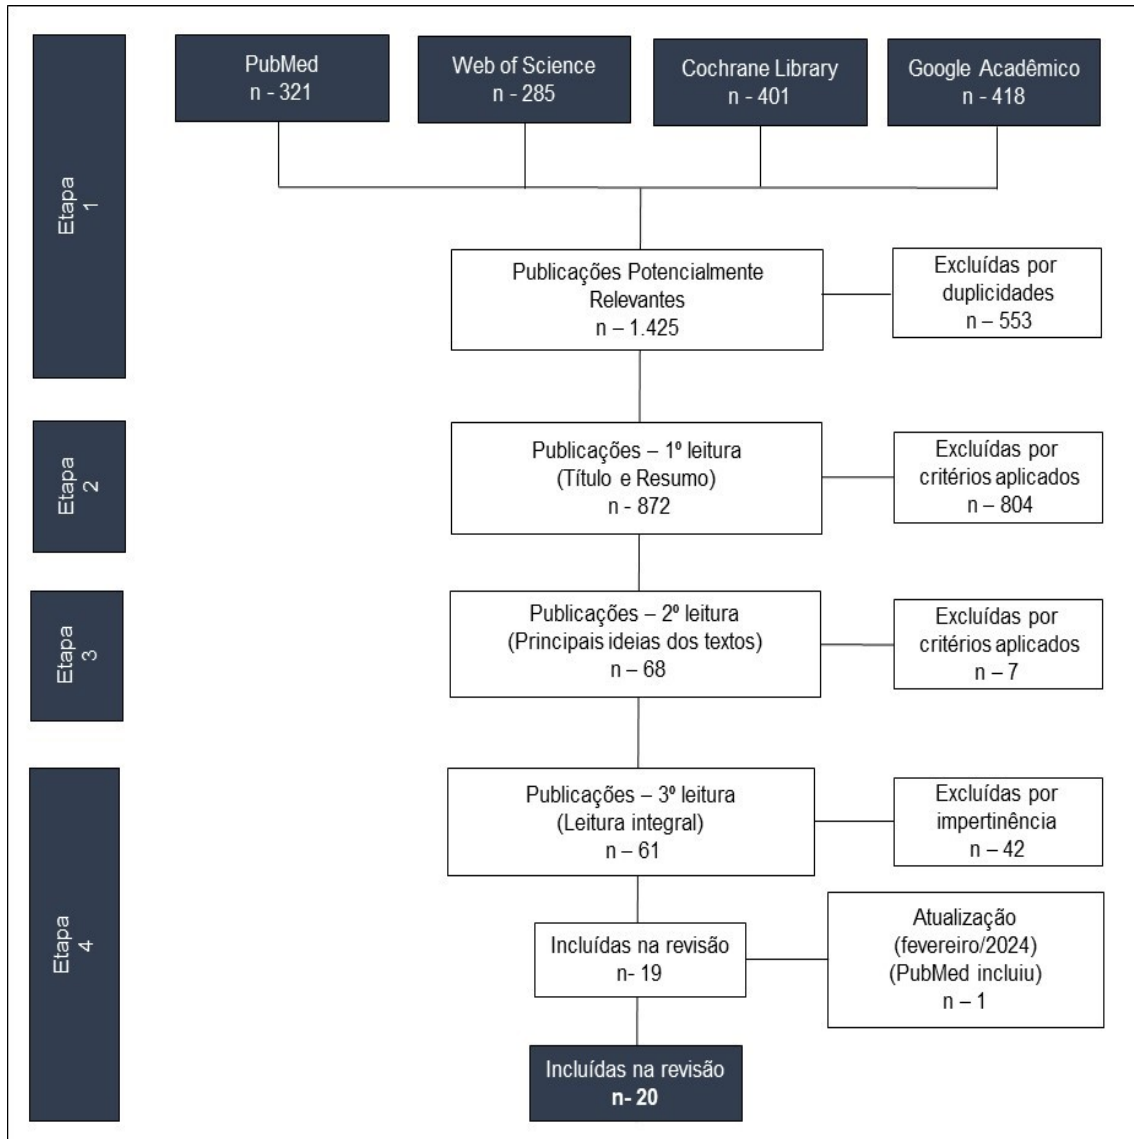 Etapa
1
PubMed
n - 321
Web of Science
n - 285
Cochrane Library
n - 401
Google Acadêmico
n - 418
Publicações Potencialmente
Relevantes
n – 1.425
Excluídas por
duplicidades
n – 553
Etapa
2
Publicações – 1º leitura
(Título e Resumo)
n - 872
Excluídas por
critérios aplicados
n – 804
Etapa
3
Publicações – 2º leitura
(Principais ideias dos textos)
n – 68
Excluídas por
critérios aplicados
n – 7
Etapa
4
Publicações – 3º leitura
(Leitura integral)
n – 61
Excluídas por
impertinência
n – 42
Incluídas na revisão
n- 19
Atualização
(fevereiro/2024)
(PubMed incluiu)
n – 1
Incluídas na revisão
n- 20